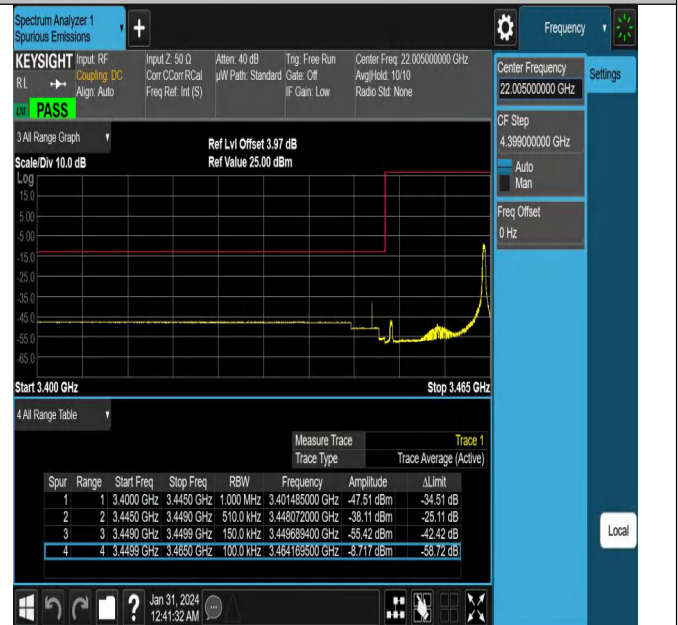 Spectrum Analyzer 1
Spurious Emissions
+
Frequency
KEYSIGHT Input: RF Input Z: 50 Ω Atten: 40 dB Trig: Free Run Center Freq: 22.005000000 GHz
RL Coupling: DC Corr CCorr RCal µW Path: Standard Gate: Off Avg|Hold: 10/10
Align: Auto Freq Ref: Int (S) IF Gain: Low Radio Std: None
LXI PASS
Center Frequency
22.005000000 GHz
Settings
CF Step
4.399000000 GHz
Auto
Man
Freq Offset
0 Hz
3 All Range Graph
Ref Lvl Offset 3.97 dB
Scale/Div 10.0 dB Ref Value 25.00 dBm
Log
15.0
5.00
-5.00
-15.0
-25.0
-35.0
-45.0
-55.0
-65.0
Start 3.400 GHz Stop 3.465 GHz
4 All Range Table
Measure Trace Trace 1
Trace Type Trace Average (Active)
Spur Range Start Freq Stop Freq RBW Frequency Amplitude ΔLimit
1 1 3.4000 GHz 3.4450 GHz 1.000 MHz 3.401485000 GHz -47.51 dBm -34.51 dB
2 2 3.4450 GHz 3.4490 GHz 510.0 kHz 3.448072000 GHz -38.11 dBm -25.11 dB
3 3 3.4490 GHz 3.4499 GHz 150.0 kHz 3.449689400 GHz -55.42 dBm -42.42 dB
4 4 3.4499 GHz 3.4650 GHz 100.0 kHz 3.464169500 GHz -8.717 dBm -58.72 dB
Local
?
Jan 31, 2024
12:41:32 AM